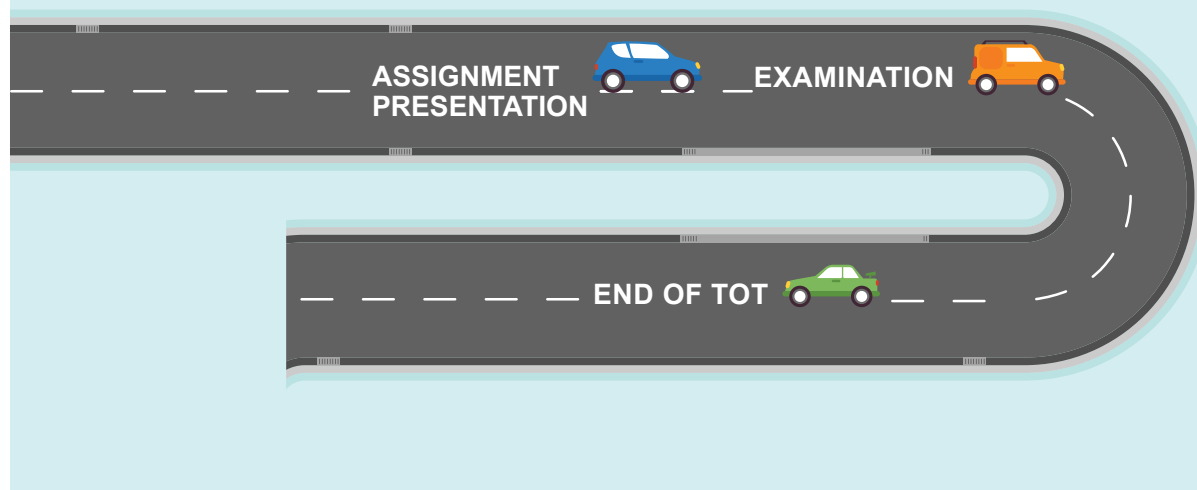 ASSIGNMENT
PRESENTATION
EXAMINATION
END OF TOT